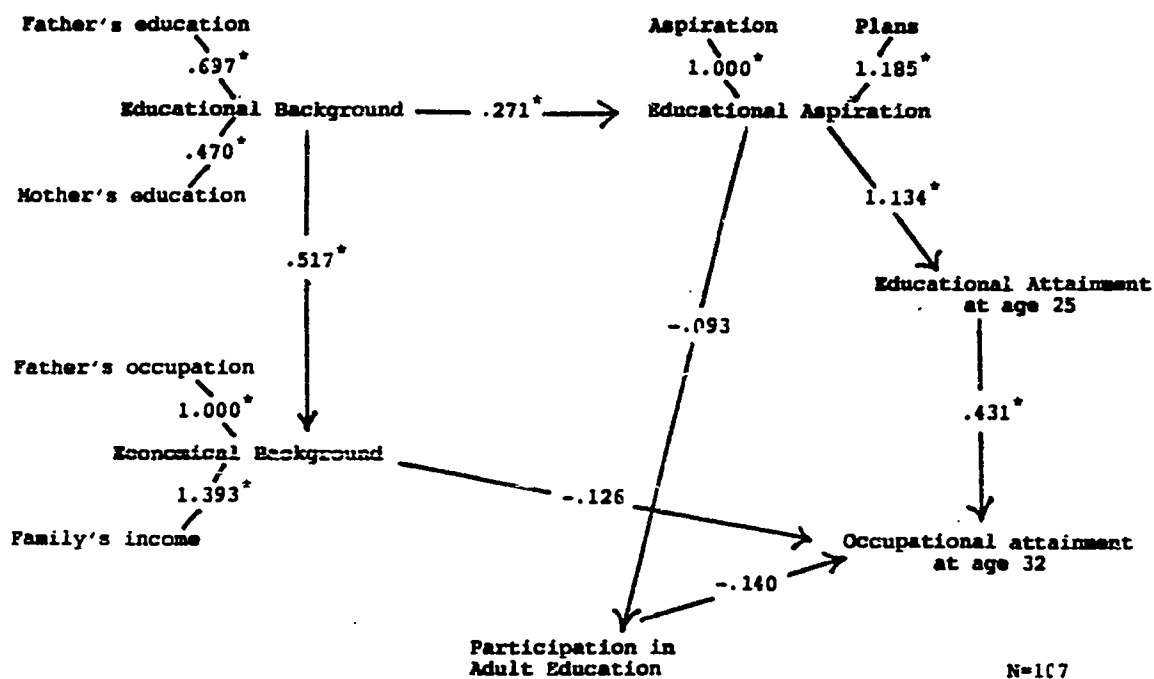 Father's education
Aspiration Plans
.697* 1.000* 1.185*
Educational Background .271* Educational Aspiration
.470*
Mother's education
1.134*
.517*
Educational Attainment
at age 25
-.093
Father's occupation
1.000* .431*
Economical Background
1.393* -.126
Family's income
Occupational attainment
at age 32
-.140
Participation in
Adult Education